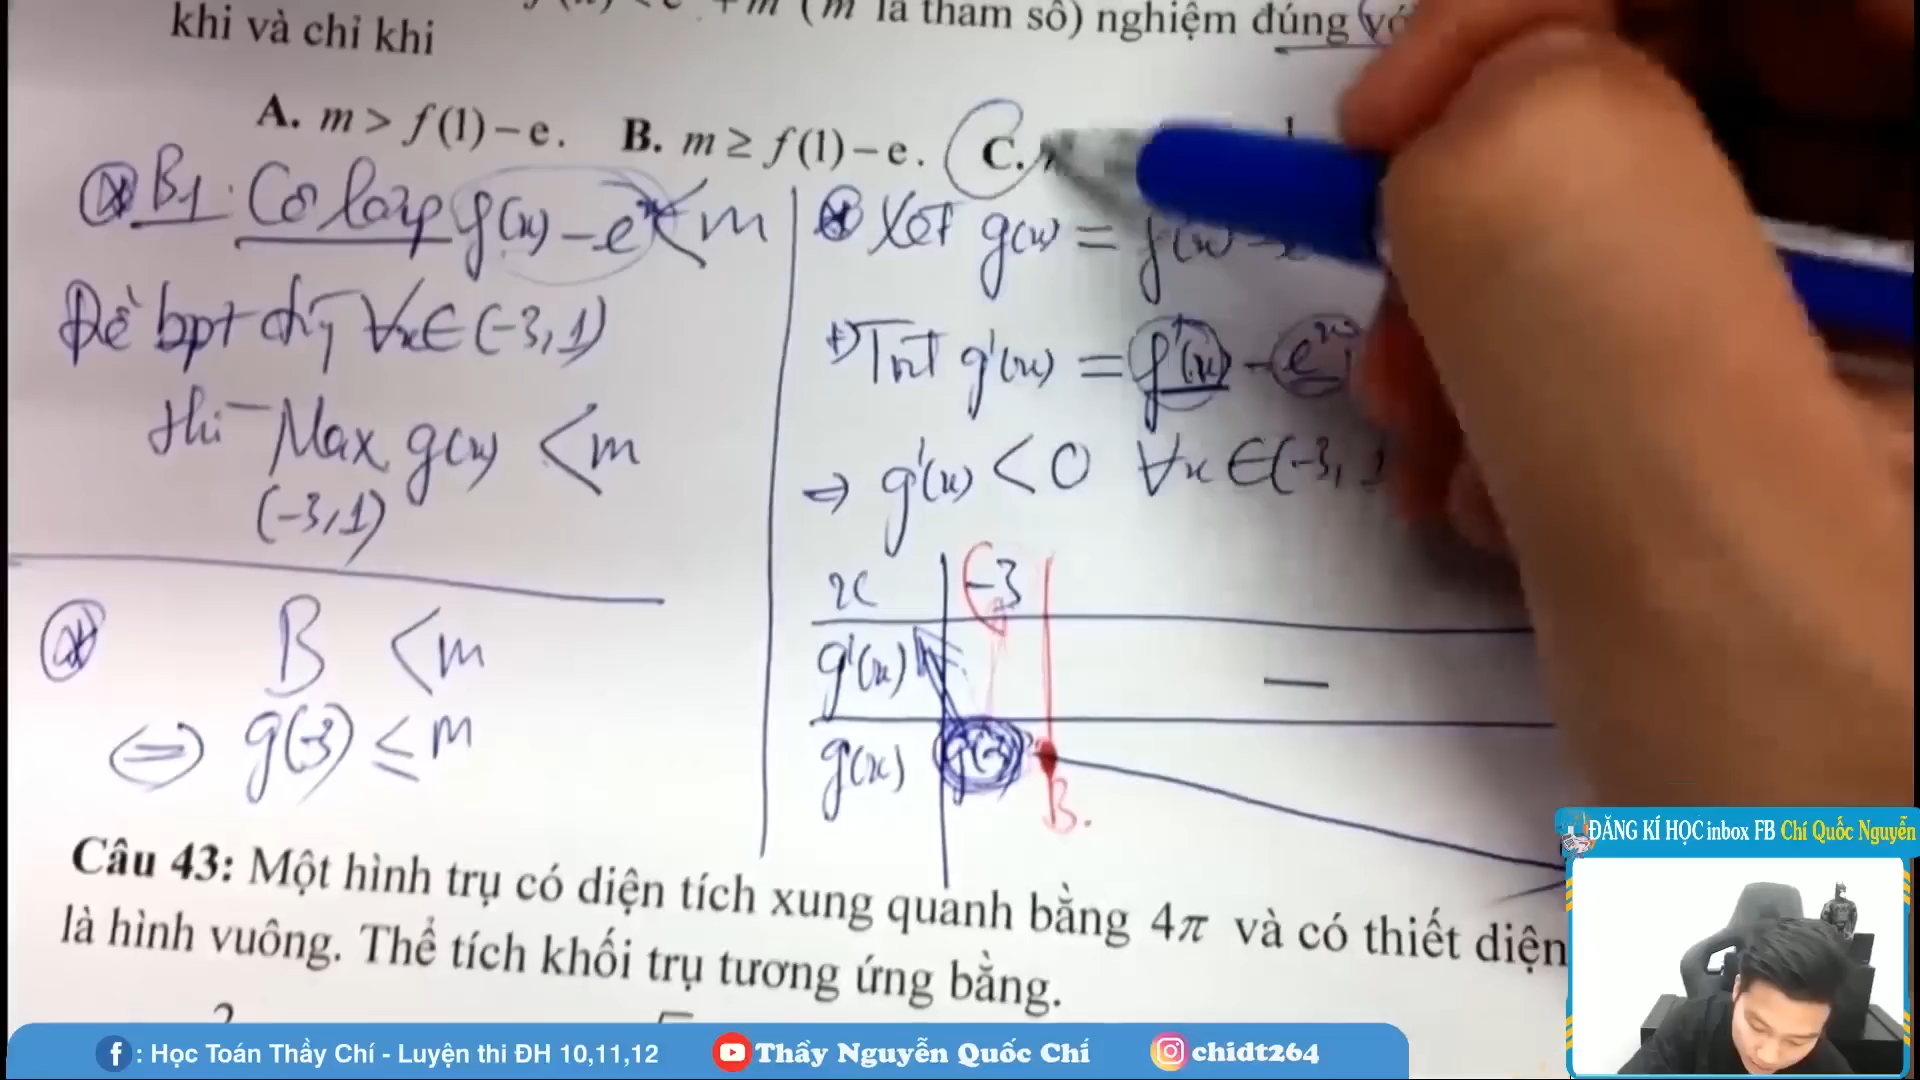 + m (m là tham số) nghiệm đúng
khi và chỉ khi
A. m > f(1) − e. B. m ≥ f(1) − e. C.
B1: Cô lập f(x) − e^x < m
Để bpt đúng ∀x ∈ (−3, 1)
thì Max g(x) < m
(−3, 1)
B < m
⇔ g(−3) ≤ m
Xét g(x) = f(x) −
+) Tính g'(x) = f'(x) − e^x
⇒ g'(x) < 0 ∀x ∈ (−3, 1
x −3
g'(x) —
g(x) g(−3)
B.
Câu 43: Một hình trụ có diện tích xung quanh bằng 4π và có thiết diện
là hình vuông. Thể tích khối trụ tương ứng bằng.
ĐĂNG KÍ HỌC inbox FB Chí Quốc Nguyễn
f : Học Toán Thầy Chí - Luyện thi ĐH 10,11,12 Thầy Nguyễn Quốc Chí chidt264